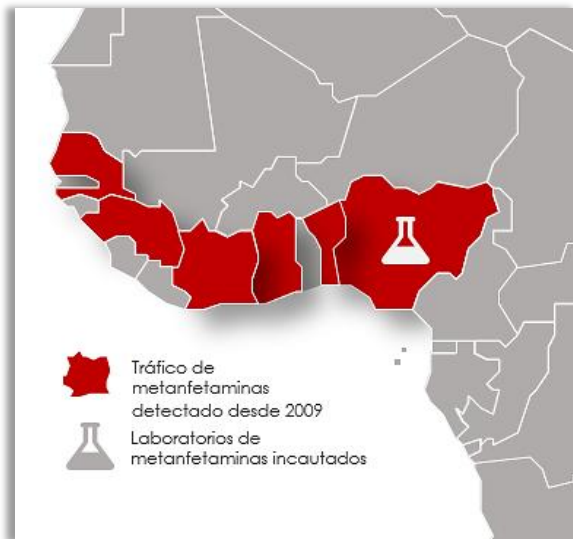 Tráfico de
metanfetaminas
detectado desde 2009
Laboratorios de
metanfetaminas incautados